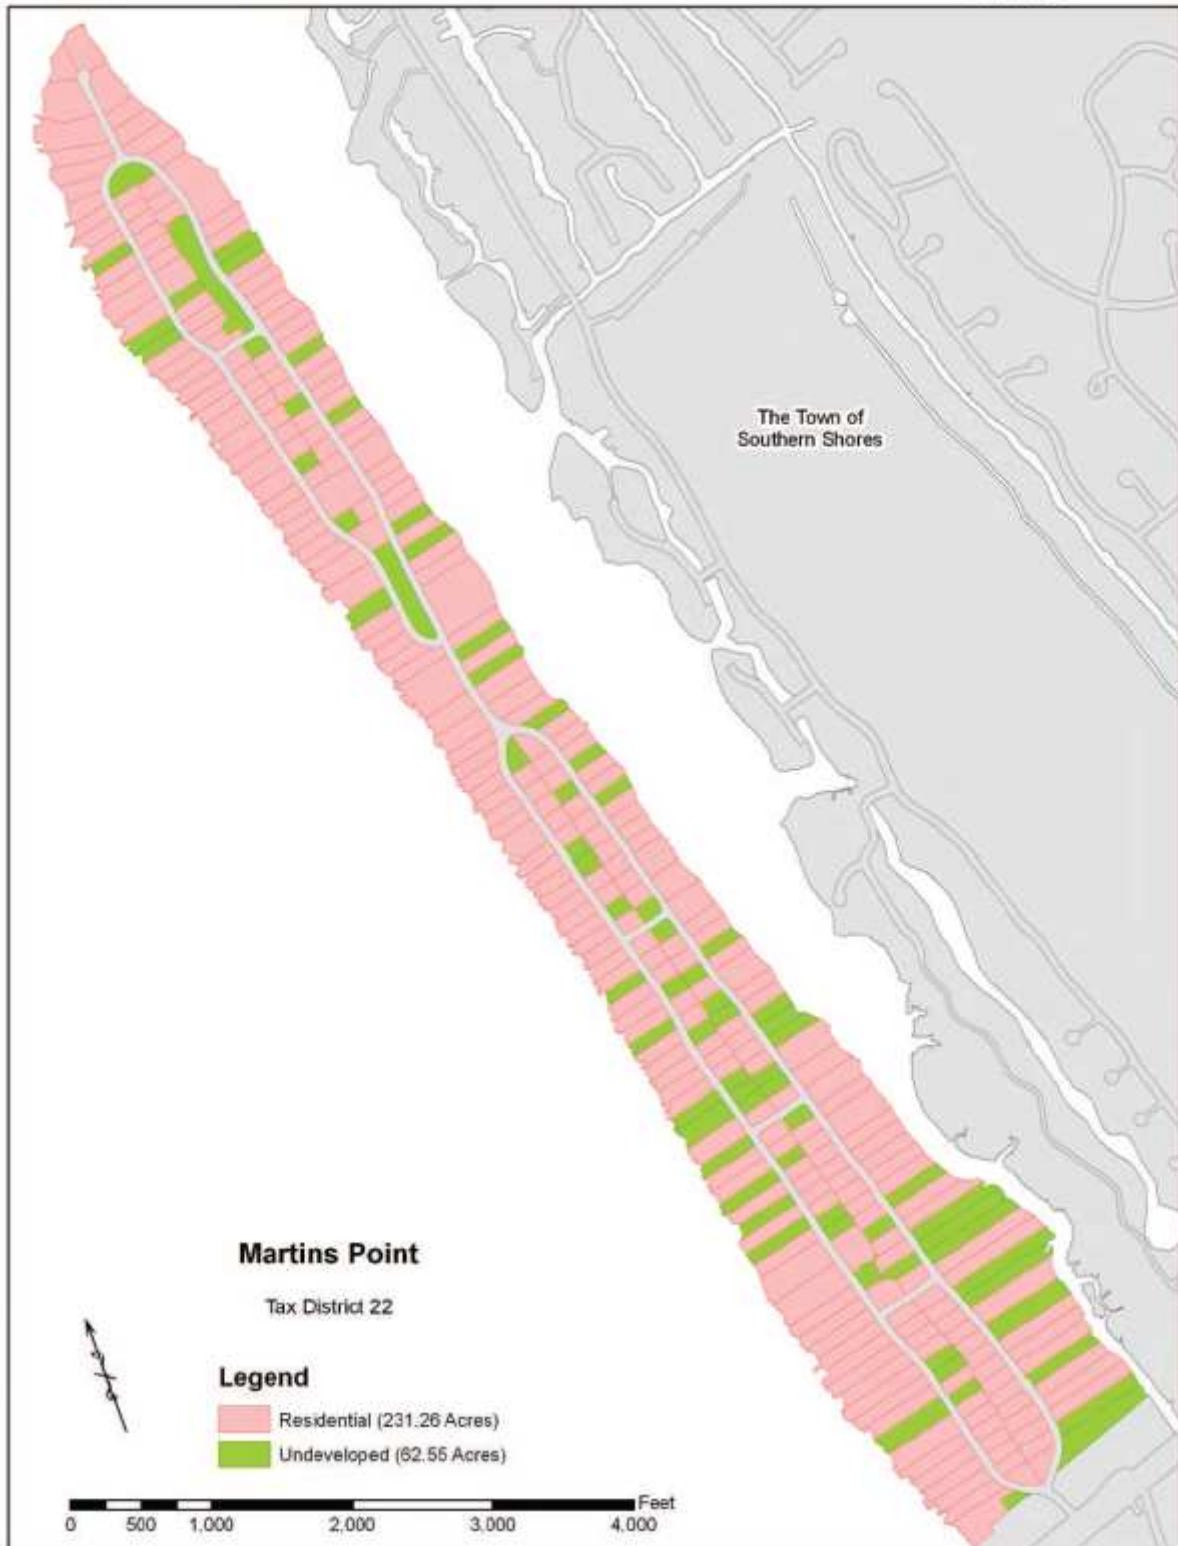 The Town of
Southern Shores
Martins Point
Tax District 22
Legend
Residential (231.26 Acres)
Undeveloped (62.55 Acres)
Feet
0 500 1,000 2,000 3,000 4,000